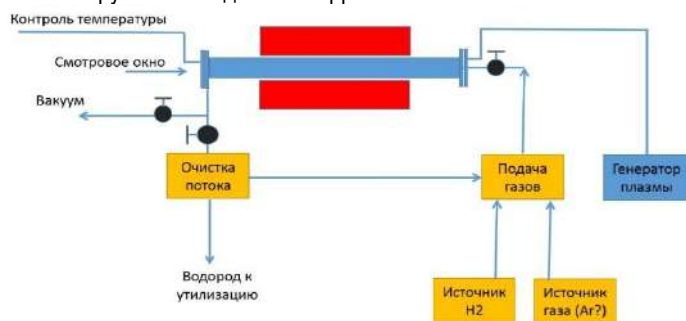 Контроль температуры
Смотровое окно
Вакуум
Очистка
потока
Подача
газов
Генератор
плазмы
Водород к
утилизацию
Источник
H2
Источник
газа (Ar?)